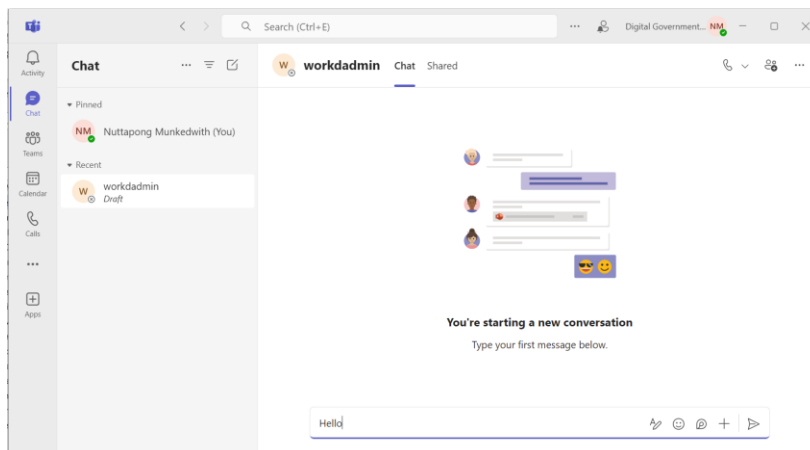 Search (Ctrl+E)
Digital Government...
NM
Activity
Chat
Teams
Calendar
Calls
Apps
Chat
Pinned
NM
Nuttapong Munkedwith (You)
Recent
W
workdadmin
Draft
W
workdadmin
Chat
Shared
You're starting a new conversation
Type your first message below.
Hello